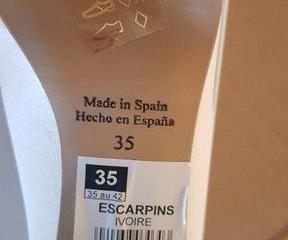 Made in Spain
Hecho en España
35
35
35 au 42
ESCARPINS
IVOIRE